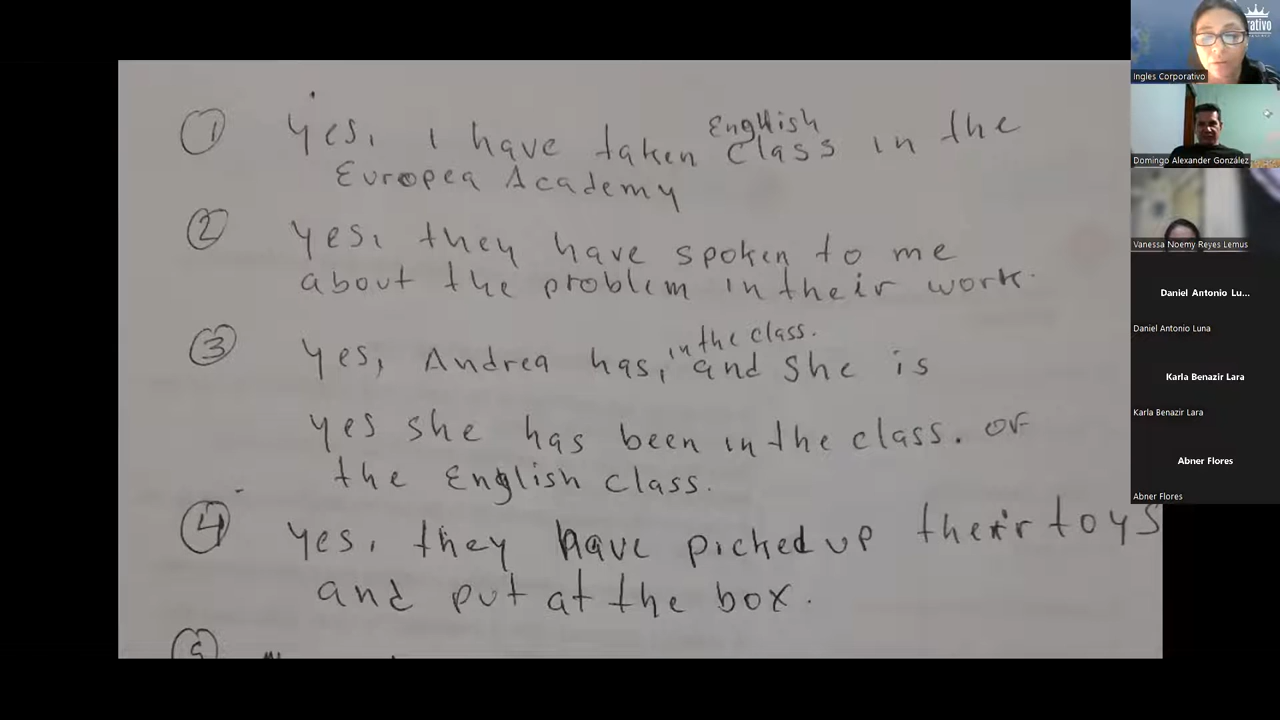 ① Yes, I have taken English class in the
Europea Academy
② yes, they have spoken to me
about the problem in their work.
③ Yes, Andrea has, in the class. and she is
yes she has been in the class. of
the English class.
④ yes, they have picked up their toys
and put at the box.
Ingles Corporativo
Domingo Alexander González
Vanessa Noemy Reyes Lemus
Daniel Antonio Lu...
Daniel Antonio Luna
Karla Benazir Lara
Karla Benazir Lara
Abner Flores
Abner Flores